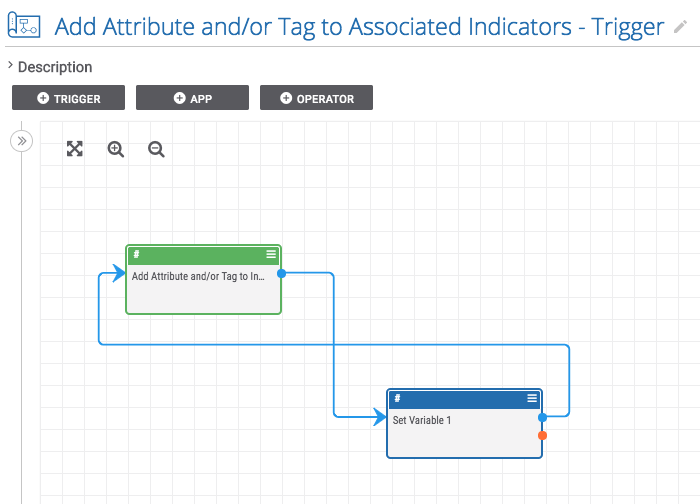 Add Attribute and/or Tag to Associated Indicators - Trigger
Description
TRIGGER
APP
OPERATOR
#
Add Attribute and/or Tag to In...
#
Set Variable 1